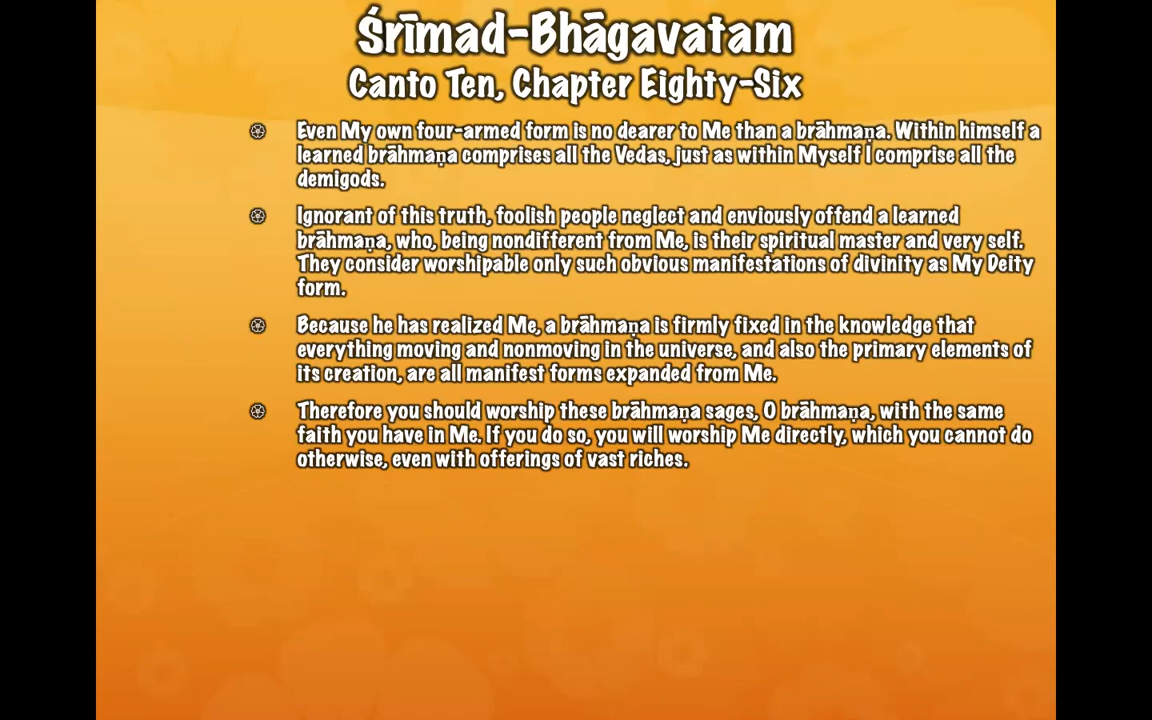 Śrīmad-Bhāgavatam
Canto Ten, Chapter Eighty-Six
Even My own four-armed form is no dearer to Me than a brāhmaṇa. Within himself a
learned brāhmaṇa comprises all the Vedas, just as within Myself I comprise all the
demigods.
Ignorant of this truth, foolish people neglect and enviously offend a learned
brāhmaṇa, who, being nondifferent from Me, is their spiritual master and very self.
They consider worshipable only such obvious manifestations of divinity as My Deity
form.
Because he has realized Me, a brāhmaṇa is firmly fixed in the knowledge that
everything moving and nonmoving in the universe, and also the primary elements of
its creation, are all manifest forms expanded from Me.
Therefore you should worship these brāhmaṇa sages, O brāhmaṇa, with the same
faith you have in Me. If you do so, you will worship Me directly, which you cannot do
otherwise, even with offerings of vast riches.